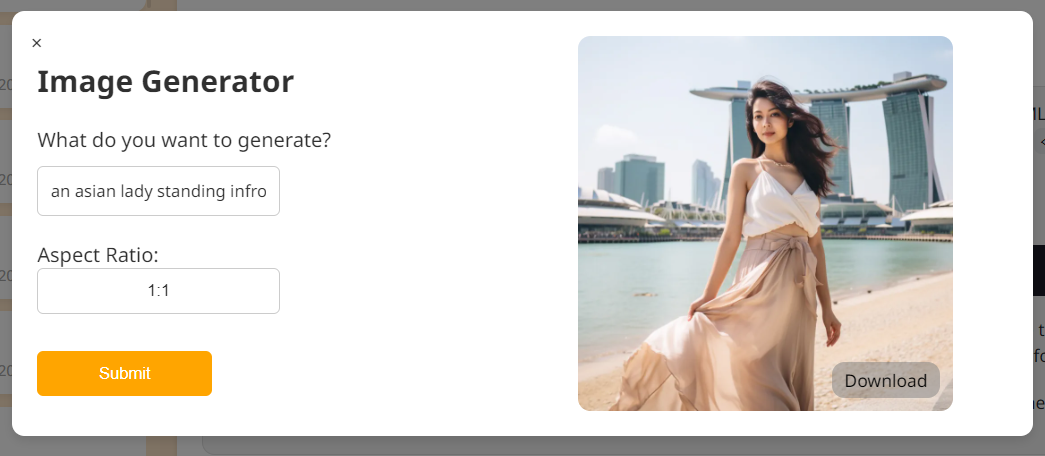 ×
Image Generator
What do you want to generate?
an asian lady standing infro
Aspect Ratio:
1:1
Submit
Download